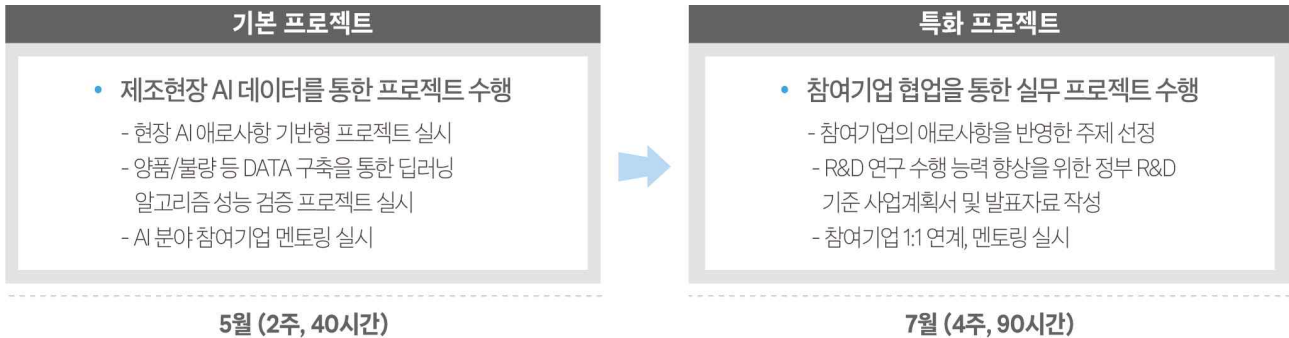 기본 프로젝트
• 제조현장 AI 데이터를 통한 프로젝트 수행
- 현장 AI 애로사항 기반형 프로젝트 실시
- 양품/불량 등 DATA 구축을 통한 딥러닝
알고리즘 성능 검증 프로젝트 실시
- AI 분야 참여기업 멘토링 실시
5월 (2주, 40시간)
특화 프로젝트
• 참여기업 협업을 통한 실무 프로젝트 수행
- 참여기업의 애로사항을 반영한 주제 선정
- R&D 연구 수행 능력 향상을 위한 정부 R&D
기준 사업계획서 및 발표자료 작성
- 참여기업 1:1 연계, 멘토링 실시
7월 (4주, 90시간)